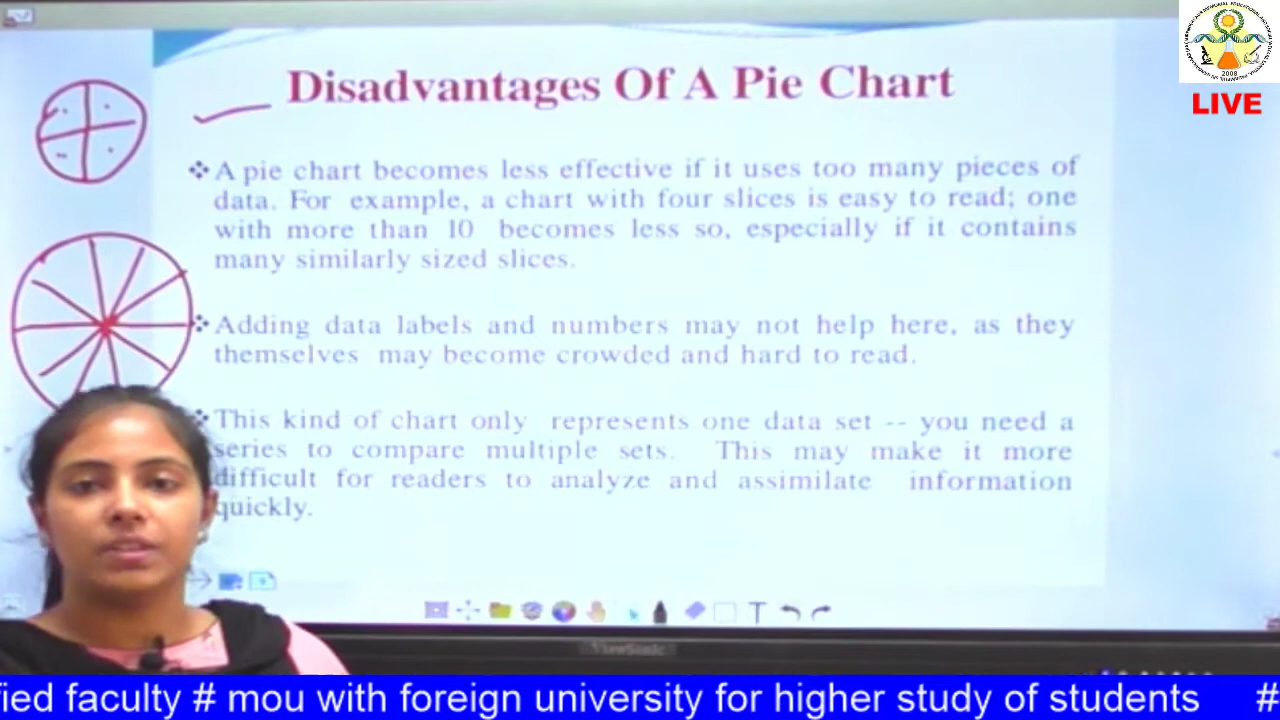 Disadvantages Of A Pie Chart
A pie chart becomes less effective if it uses too many pieces of
data. For example, a chart with four slices is easy to read; one
with more than 10 becomes less so, especially if it contains
many similarly sized slices.
Adding data labels and numbers may not help here, as they
themselves may become crowded and hard to read.
This kind of chart only represents one data set -- you need a
series to compare multiple sets. This may make it more
difficult for readers to analyze and assimilate information
quickly.
T
ViewSonic
2008
LIVE
fied faculty # mou with foreign university for higher study of students #